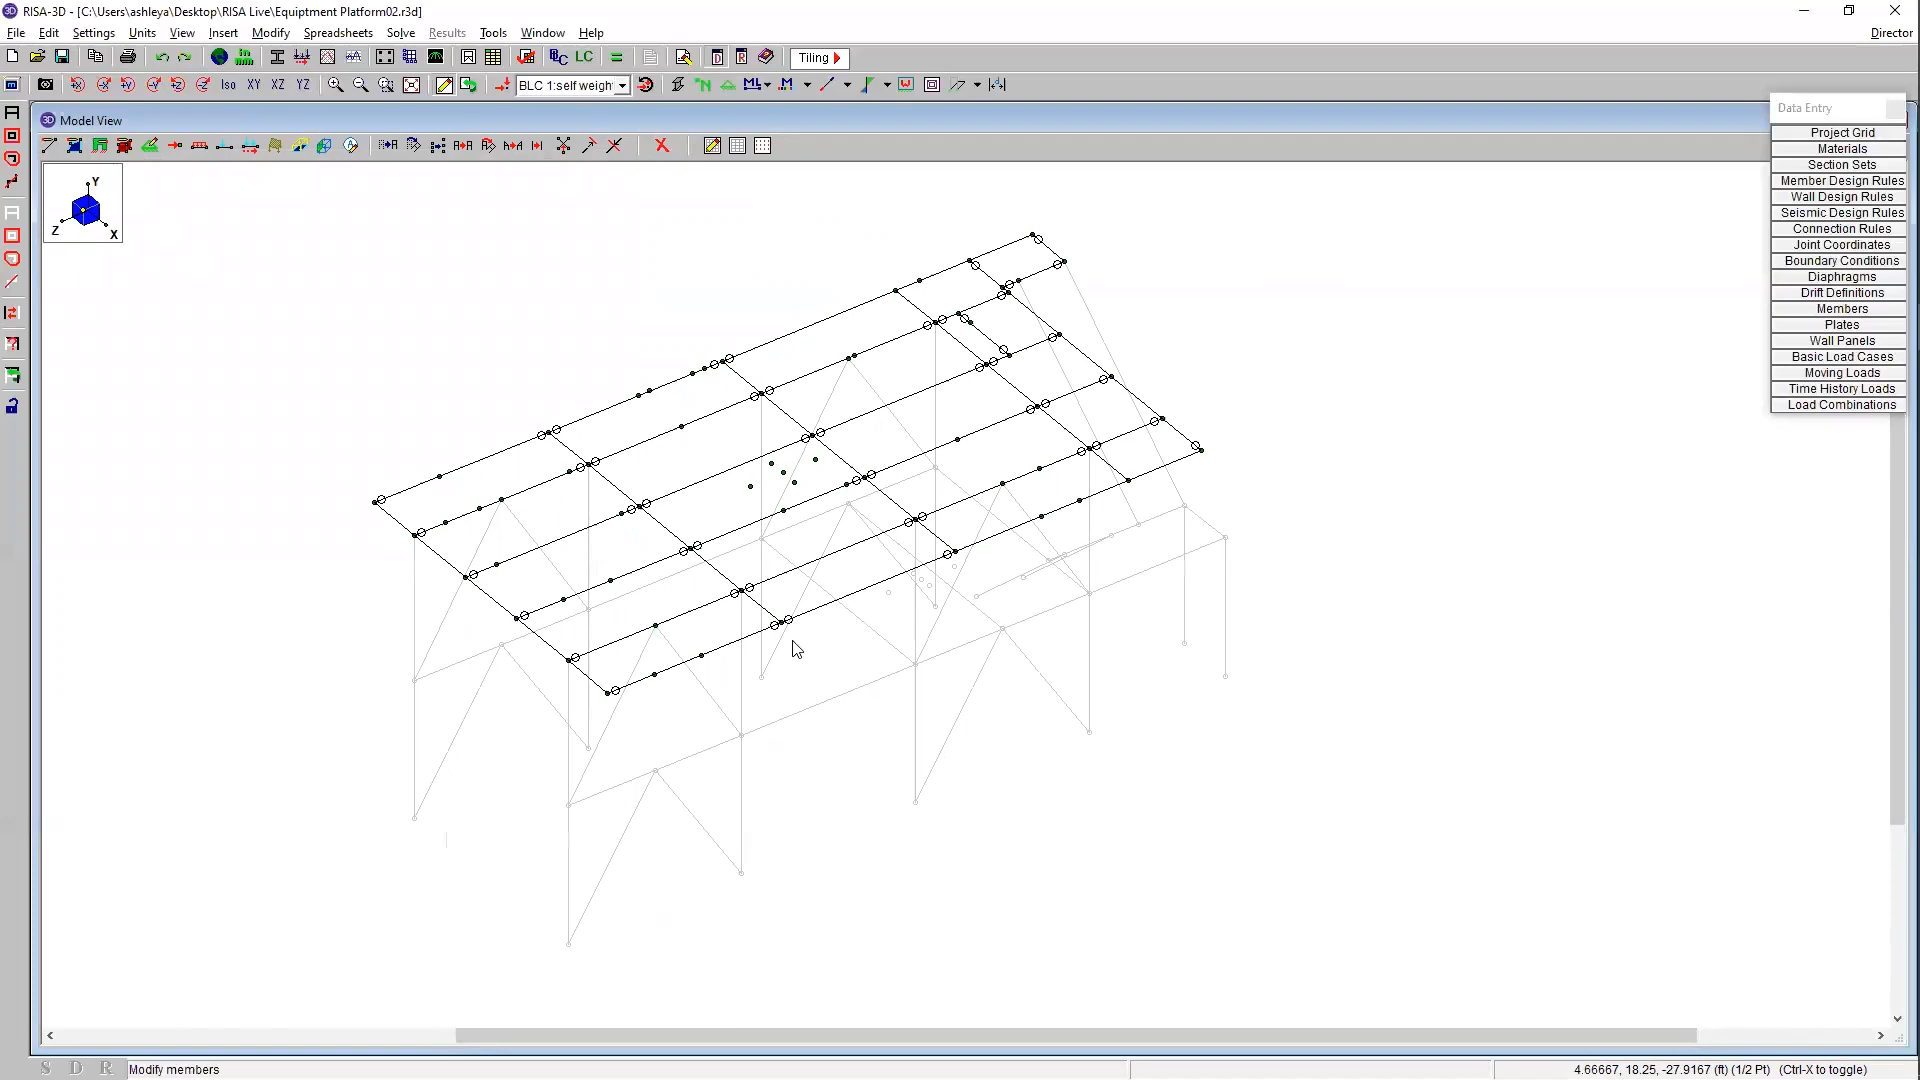 RISA-3D - [C:\Users\ashleya\Desktop\RISA Live\Equiptment Platform02.r3d]
File Edit Settings Units View Insert Modify Spreadsheets Solve Results Tools Window Help
Director
LC
Tiling
Iso XY XZ YZ
BLC 1:self weigh
Model View
Y
Z
X
Data Entry
Project Grid
Materials
Section Sets
Member Design Rules
Wall Design Rules
Seismic Design Rules
Connection Rules
Joint Coordinates
Boundary Conditions
Diaphragms
Drift Definitions
Members
Plates
Wall Panels
Basic Load Cases
Moving Loads
Time History Loads
Load Combinations
S D R Modify members
4.66667, 18.25, -27.9167 (ft) (1/2 Pt) (Ctrl-X to toggle)